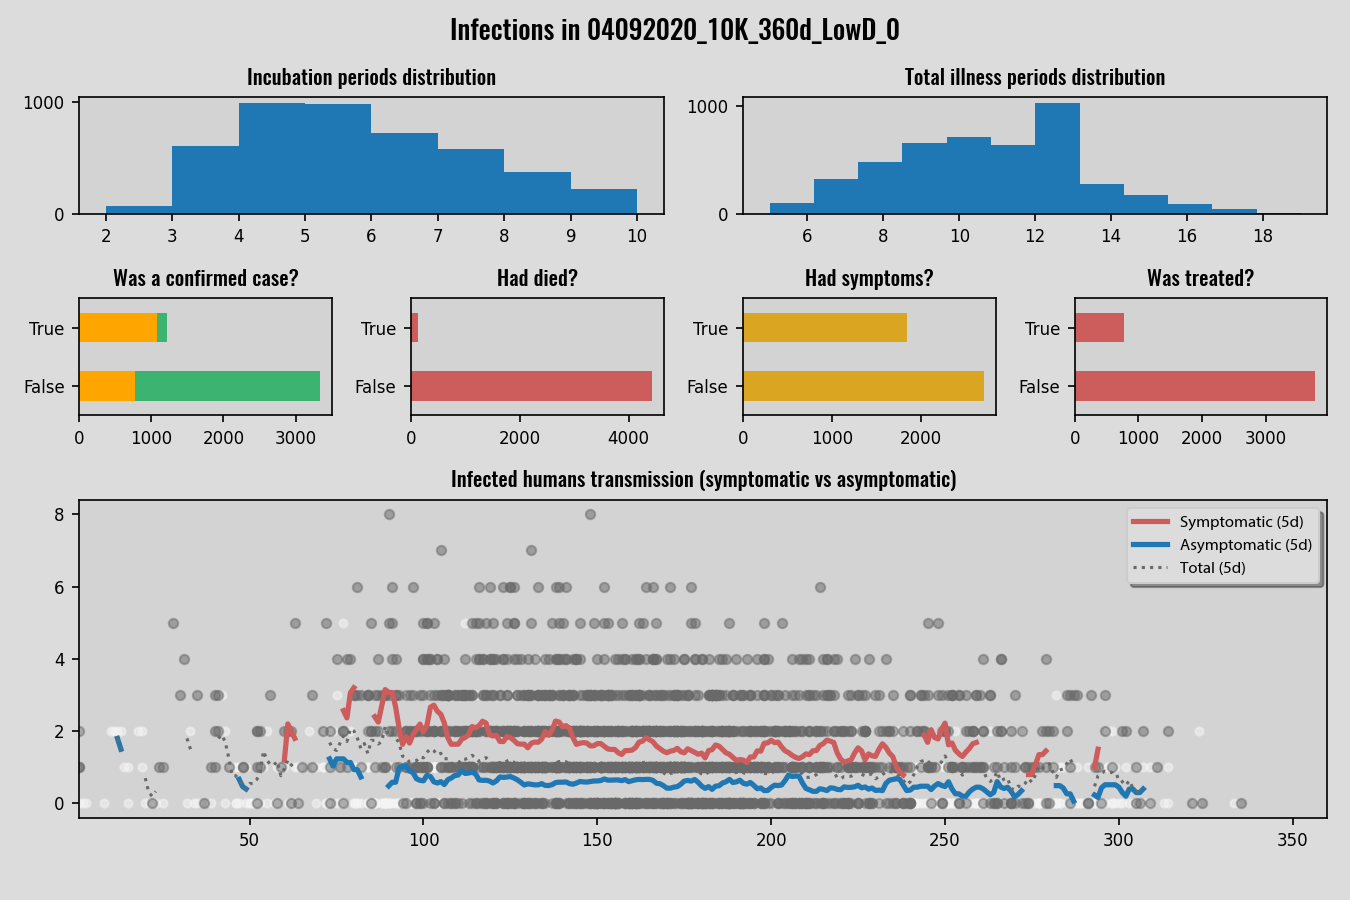 Infections in 04092020_10K_360d_LowD_0
Incubation periods distribution
Total illness periods distribution
1000
0
2 3 4 5 6 7 8 9 10
1000
0
6 8 10 12 14 16 18
Was a confirmed case?
Had died?
Had symptoms?
Was treated?
True
False
0 1000 2000 3000
True
False
0 2000 4000
True
False
0 1000 2000
True
False
0 1000 2000 3000
Infected humans transmission (symptomatic vs asymptomatic)
8
6
4
2
0
Symptomatic (5d)
Asymptomatic (5d)
Total (5d)
50 100 150 200 250 300 350